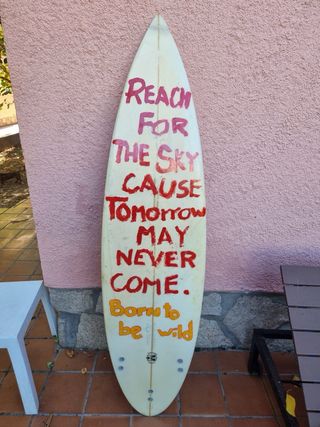 REACH
FOR
THE SKY
CAUSE
TOMORROW
MAY
NEVER
COME.
Born to
be wild